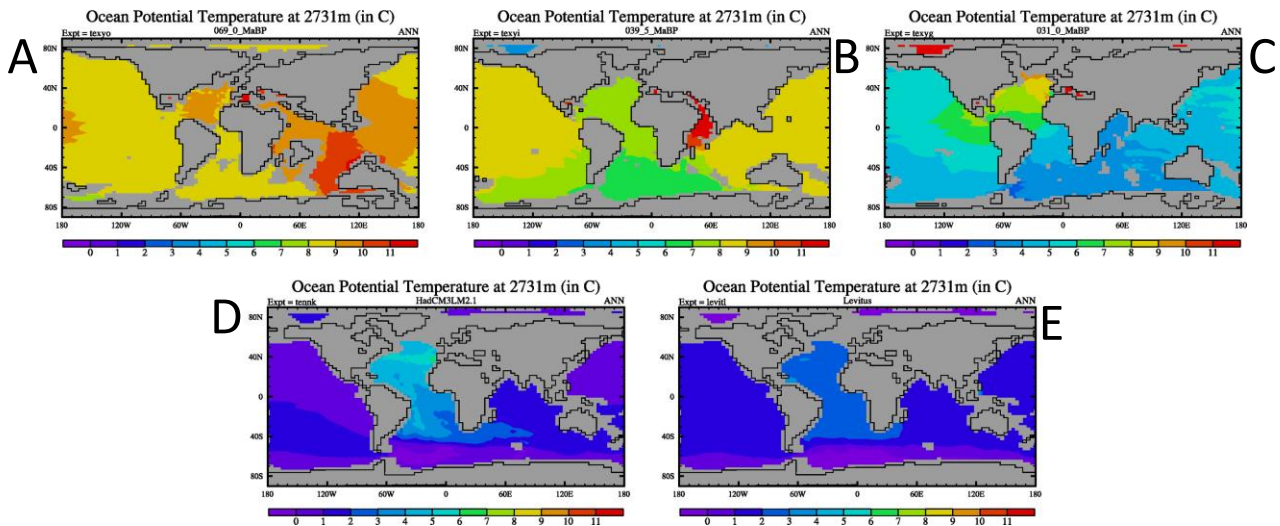 A
Ocean Potential Temperature at 2731m (in C)
Expt = texyo 069_0_MaBP ANN
80N
40N
0
40S
80S
180 120W 60W 0 60E 120E 180
0 1 2 3 4 5 6 7 8 9 10 11
Ocean Potential Temperature at 2731m (in C)
Expt = texyi 039_5_MaBP ANN
80N
40N
0
40S
80S
180 120W 60W 0 60E 120E 180
0 1 2 3 4 5 6 7 8 9 10 11
B
Ocean Potential Temperature at 2731m (in C)
Expt = texyg 031_0_MaBP ANN
80N
40N
0
40S
80S
180 120W 60W 0 60E 120E 180
0 1 2 3 4 5 6 7 8 9 10 11
C
D
Ocean Potential Temperature at 2731m (in C)
Expt = tennk HadCM3LM2.1 ANN
80N
40N
0
40S
80S
180 120W 60W 0 60E 120E 180
0 1 2 3 4 5 6 7 8 9 10 11
Ocean Potential Temperature at 2731m (in C)
Expt = levitl Levitus ANN
80N
40N
0
40S
80S
180 120W 60W 0 60E 120E 180
0 1 2 3 4 5 6 7 8 9 10 11
E